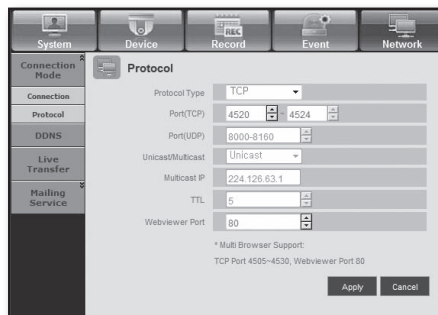 REC
System Device Record Event Network
Connection Mode
Connection
Protocol
DDNS
Live Transfer
Mailing Service
Protocol
Protocol Type TCP
Port(TCP) 4520 - 4524
Port(UDP) 8000-8160
Unicast/Multicast Unicast
Multicast IP 224.126.63.1
TTL 5
Webviewer Port 80
* Multi Browser Support:
TCP Port 4505~4530, Webviewer Port 80
Apply Cancel